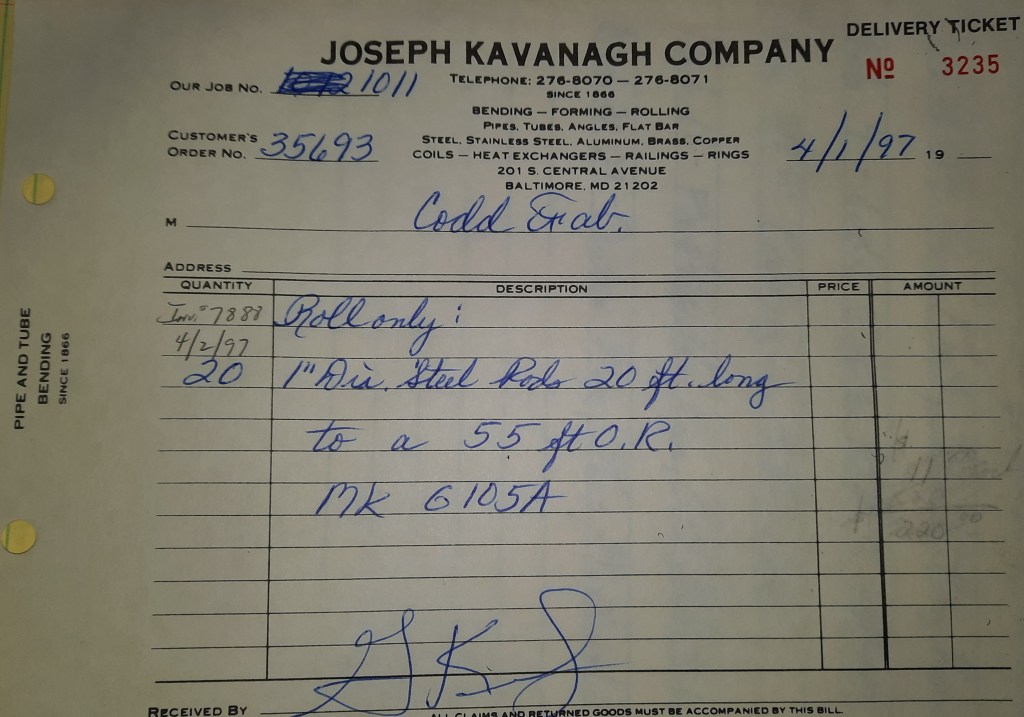 DELIVERY TICKET
JOSEPH KAVANAGH COMPANY
Nº 3235
OUR JOB NO. 1011
TELEPHONE: 276-8070 — 276-8071
SINCE 1866
BENDING — FORMING — ROLLING
PIPES, TUBES, ANGLES, FLAT BAR
CUSTOMER'S
ORDER NO. 35693
STEEL, STAINLESS STEEL, ALUMINUM, BRASS, COPPER
COILS — HEAT EXCHANGERS — RAILINGS — RINGS
4/1/97 19
201 S. CENTRAL AVENUE
BALTIMORE, MD 21202
M Codd Fab.
ADDRESS
QUANTITY DESCRIPTION PRICE AMOUNT
Inv.# 7888 Roll only:
4/2/97
20 1" Dia. Steel Rods 20 ft. long
to a 55 ft O.R.
MK G105A
11
220
RECEIVED BY
ALL CLAIMS AND RETURNED GOODS MUST BE ACCOMPANIED BY THIS BILL.
PIPE AND TUBE
BENDING
SINCE 1866